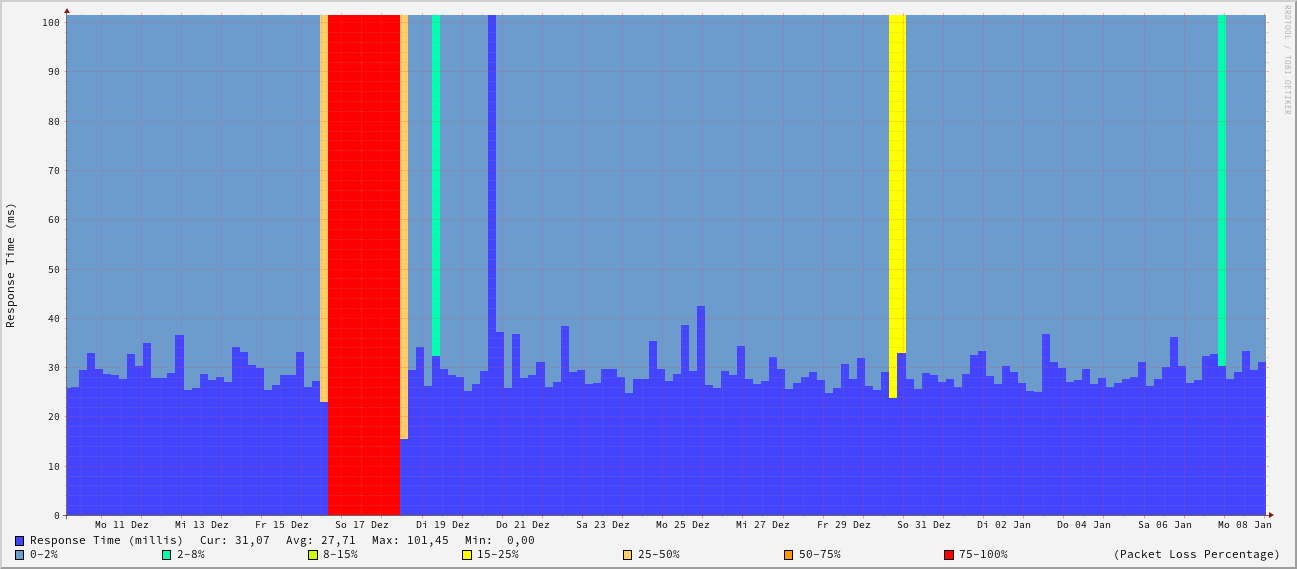 RRDTOOL / TOBI OETIKER
Response Time (ms)
100
90
80
70
60
50
40
30
20
10
0
Mo 11 Dez Mi 13 Dez Fr 15 Dez So 17 Dez Di 19 Dez Do 21 Dez Sa 23 Dez Mo 25 Dez Mi 27 Dez Fr 29 Dez So 31 Dez Di 02 Jan Do 04 Jan Sa 06 Jan Mo 08 Jan
Response Time (millis) Cur: 31,07 Avg: 27,71 Max: 101,45 Min: 0,00
0-2% 2-8% 8-15% 15-25% 25-50% 50-75% 75-100% (Packet Loss Percentage)